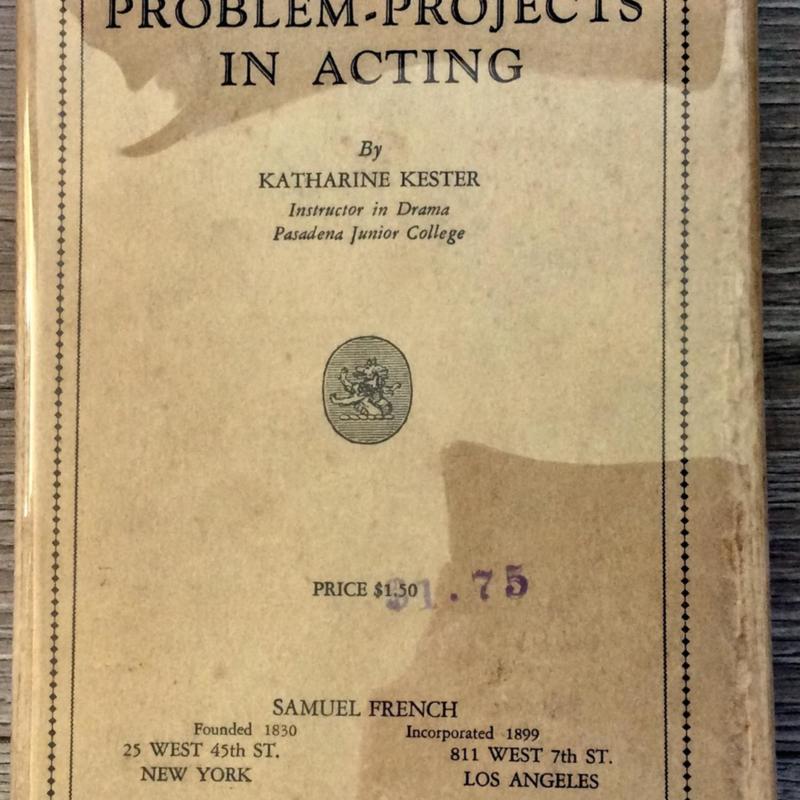 PROBLEM-PROJECTS
IN ACTING
By
KATHARINE KESTER
Instructor in Drama
Pasadena Junior College
PRICE $1.50 $1.75
SAMUEL FRENCH
Founded 1830 Incorporated 1899
25 WEST 45th ST. 811 WEST 7th ST.
NEW YORK LOS ANGELES